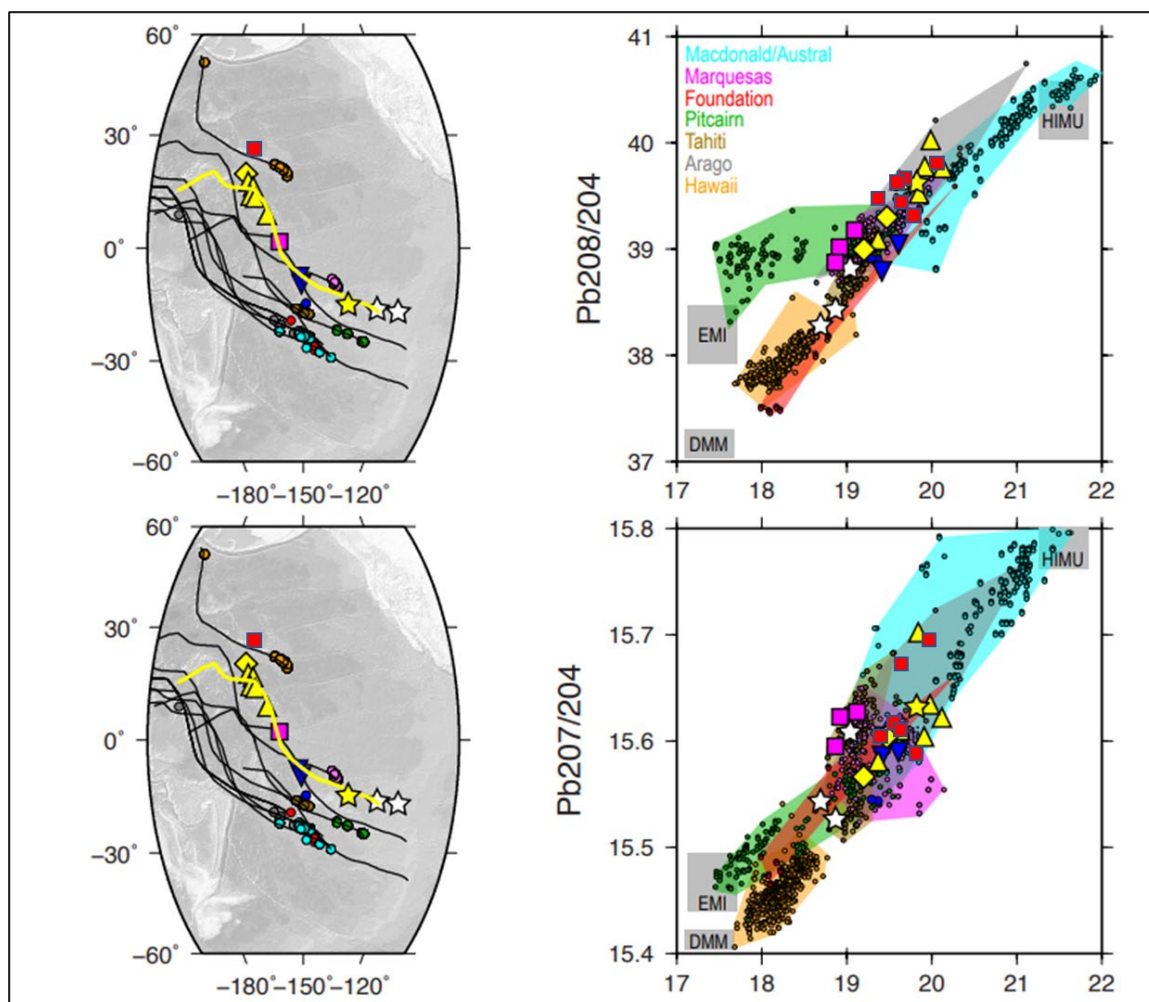 60°
30°
0°
−30°
−60°
−180° −150° −120°
41
40
39
38
37
17 18 19 20 21 22
Pb208/204
Macdonald/Austral
Marquesas
Foundation
Pitcairn
Tahiti
Arago
Hawaii
HIMU
EMI
DMM
60°
30°
0°
−30°
−60°
−180° −150° −120°
15.8
15.7
15.6
15.5
15.4
17 18 19 20 21 22
Pb207/204
HIMU
EMI
DMM